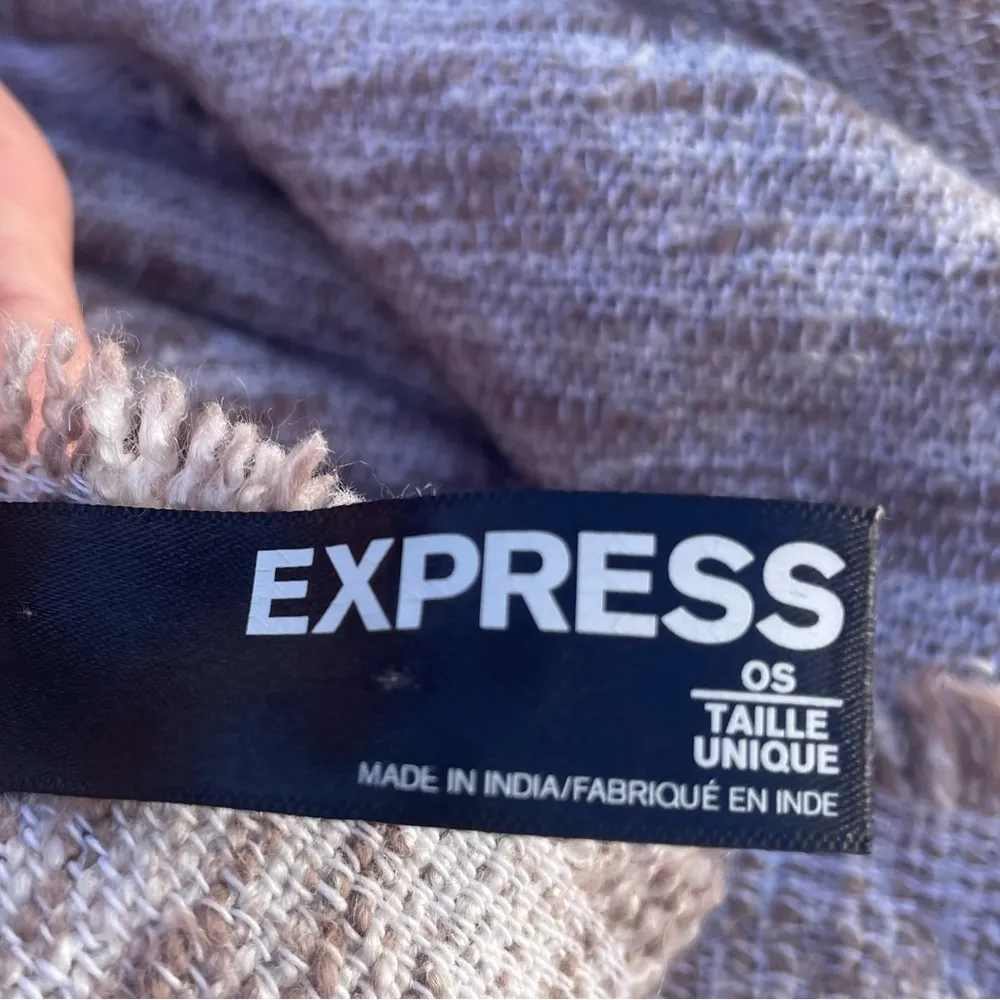 EXPRESS
OS
TAILLE
UNIQUE
MADE IN INDIA/FABRIQUÉ EN INDE